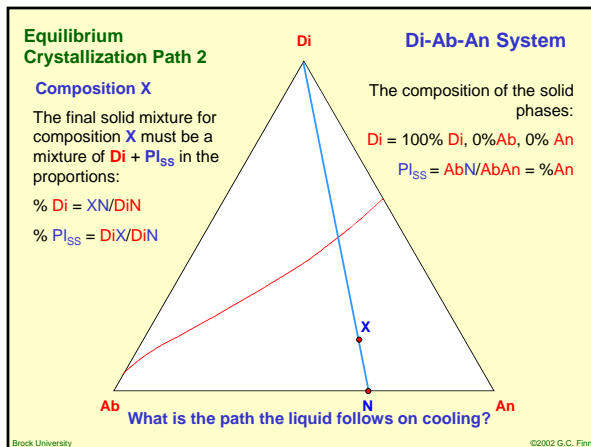 Equilibrium
Crystallization Path 2
Di-Ab-An System
Composition X
The final solid mixture for
composition X must be a
mixture of Di + PlSS in the
proportions:
% Di = XN/DiN
% PlSS = DiX/DiN
The composition of the solid
phases:
Di = 100% Di, 0%Ab, 0% An
PlSS = AbN/AbAn = %An
Di
X
Ab
N
An
What is the path the liquid follows on cooling?
Brock University
©2002 G.C. Finn